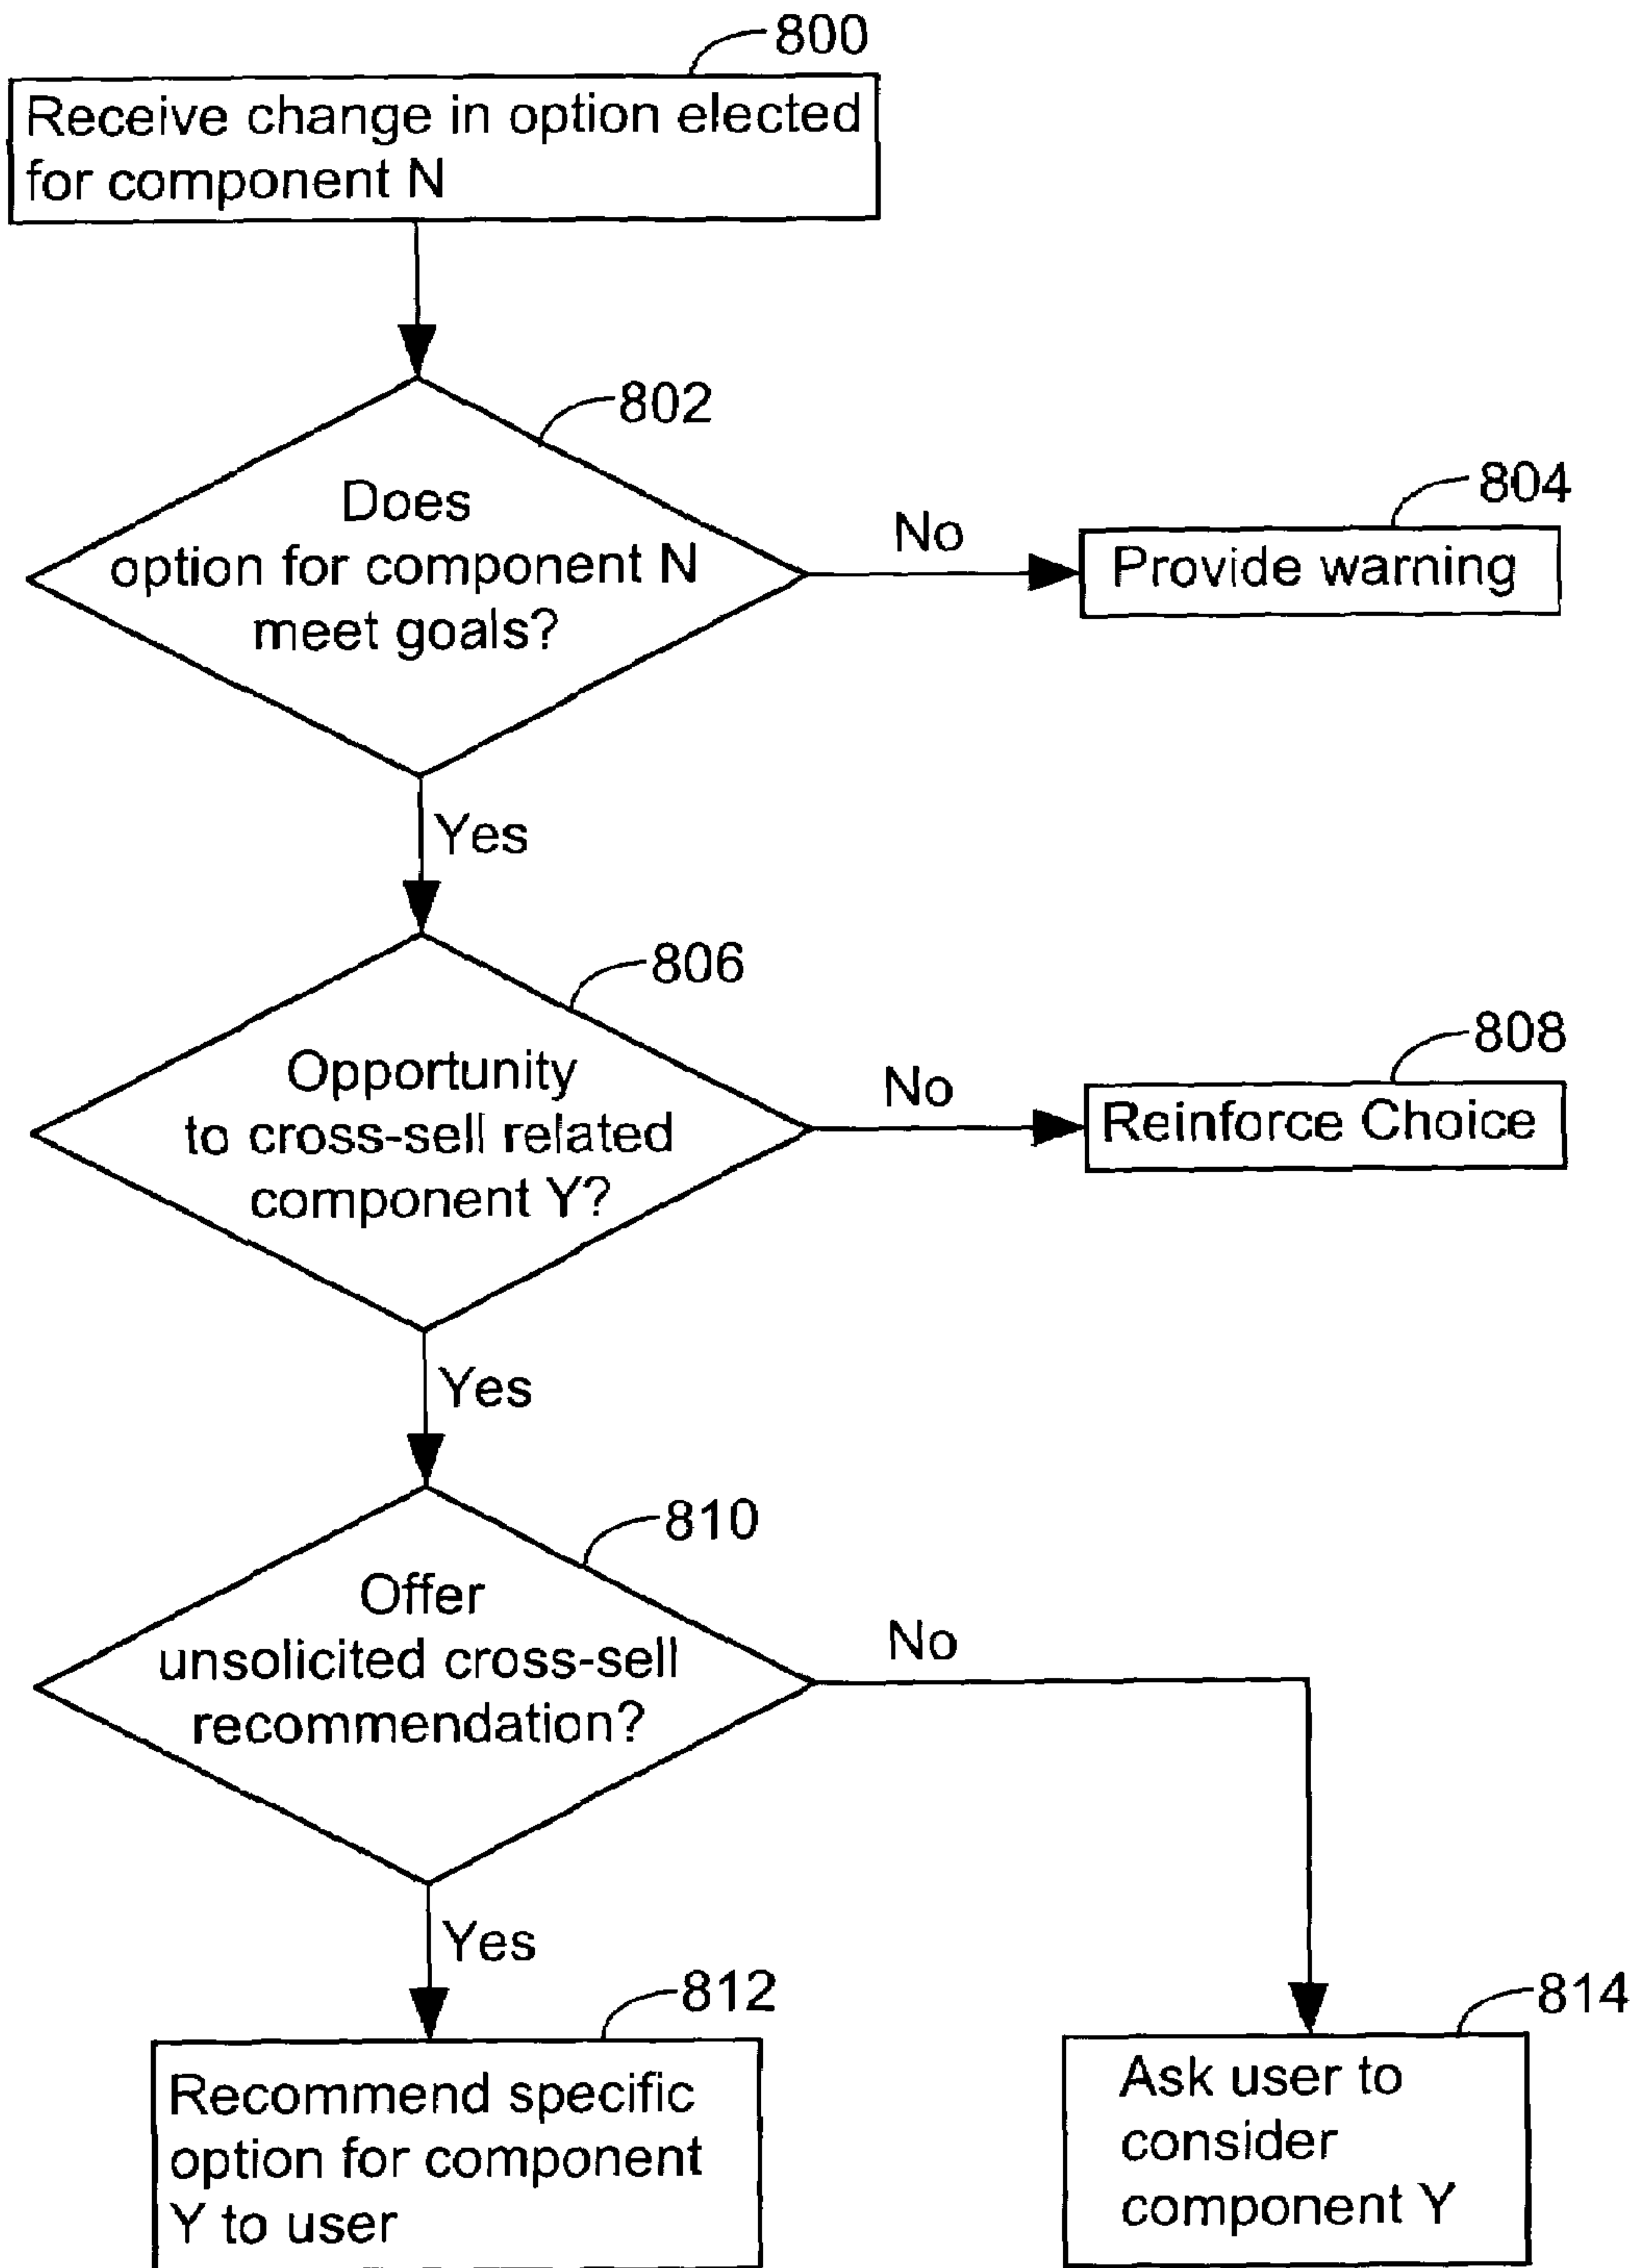 800
Receive change in option elected
for component N
802
Does
option for component N
meet goals?
No
804
Provide warning
Yes
806
Opportunity
to cross-sell related
component Y?
No
808
Reinforce Choice
Yes
810
Offer
unsolicited cross-sell
recommendation?
No
Yes
812
Recommend specific
option for component
Y to user
814
Ask user to
consider
component Y